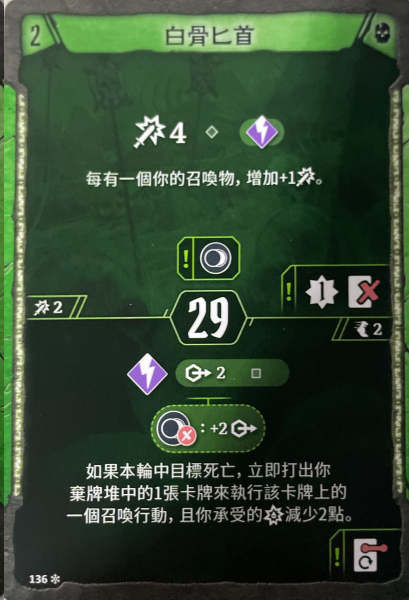 2
白骨匕首
4
每有一個你的召喚物，增加+1。
!
!
1
2
29
2
2
:+2
如果本輪中目標死亡，立即打出你
棄牌堆中的1張卡牌來執行該卡牌上的
一個召喚行動，且你承受的減少2點。
!
136